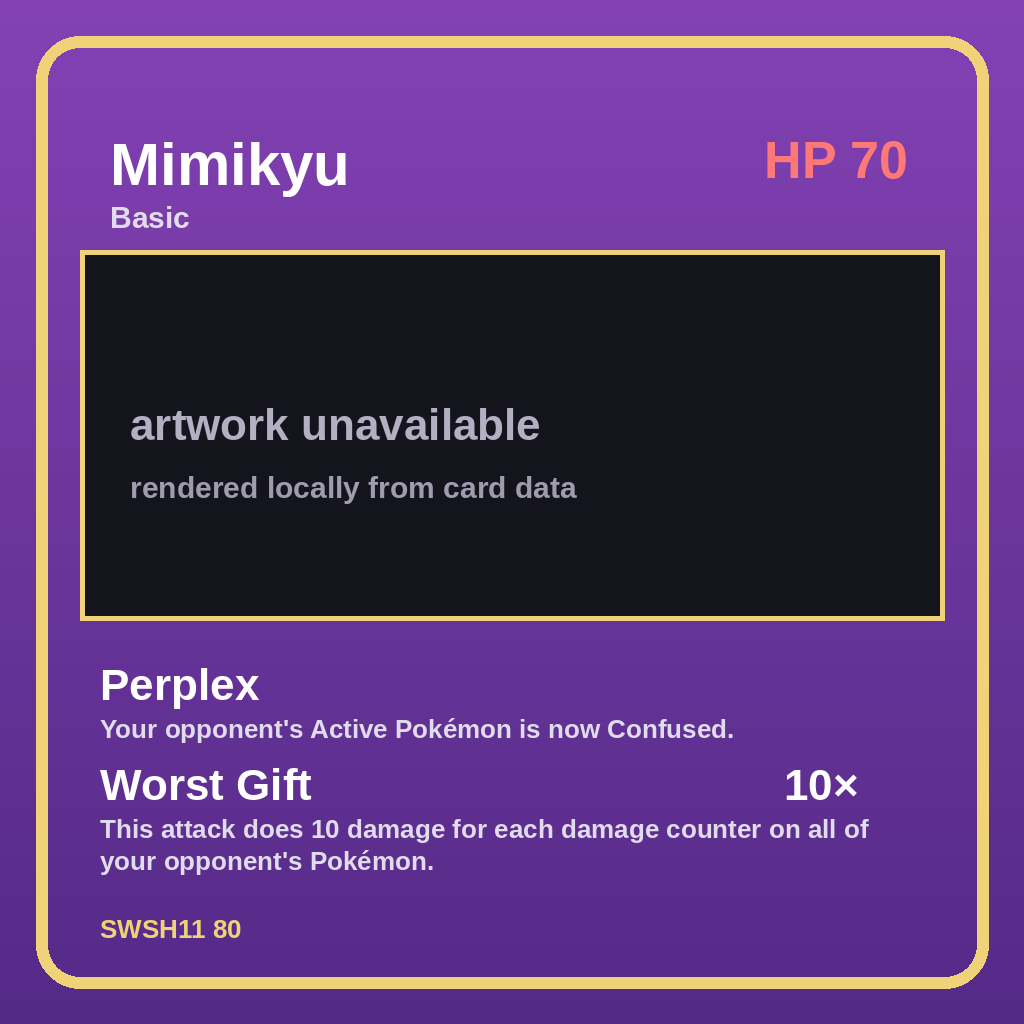 Mimikyu
HP 70
Basic
artwork unavailable
rendered locally from card data
Perplex
Your opponent's Active Pokémon is now Confused.
Worst Gift 10×
This attack does 10 damage for each damage counter on all of
your opponent's Pokémon.
SWSH11 80